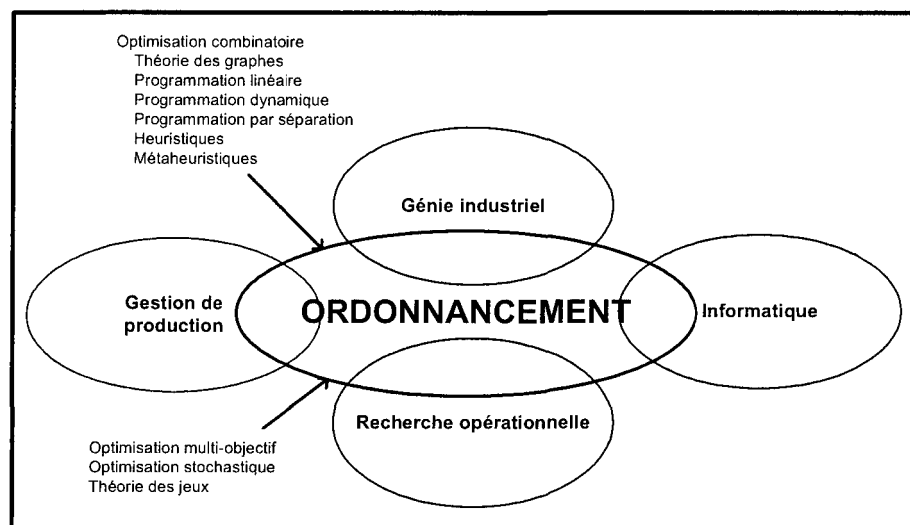 Optimisation combinatoire
Théorie des graphes
Programmation linéaire
Programmation dynamique
Programmation par séparation
Heuristiques
Métaheuristiques
Génie industriel
Gestion de
production
ORDONNANCEMENT
Informatique
Recherche opérationnelle
Optimisation multi-objectif
Optimisation stochastique
Théorie des jeux